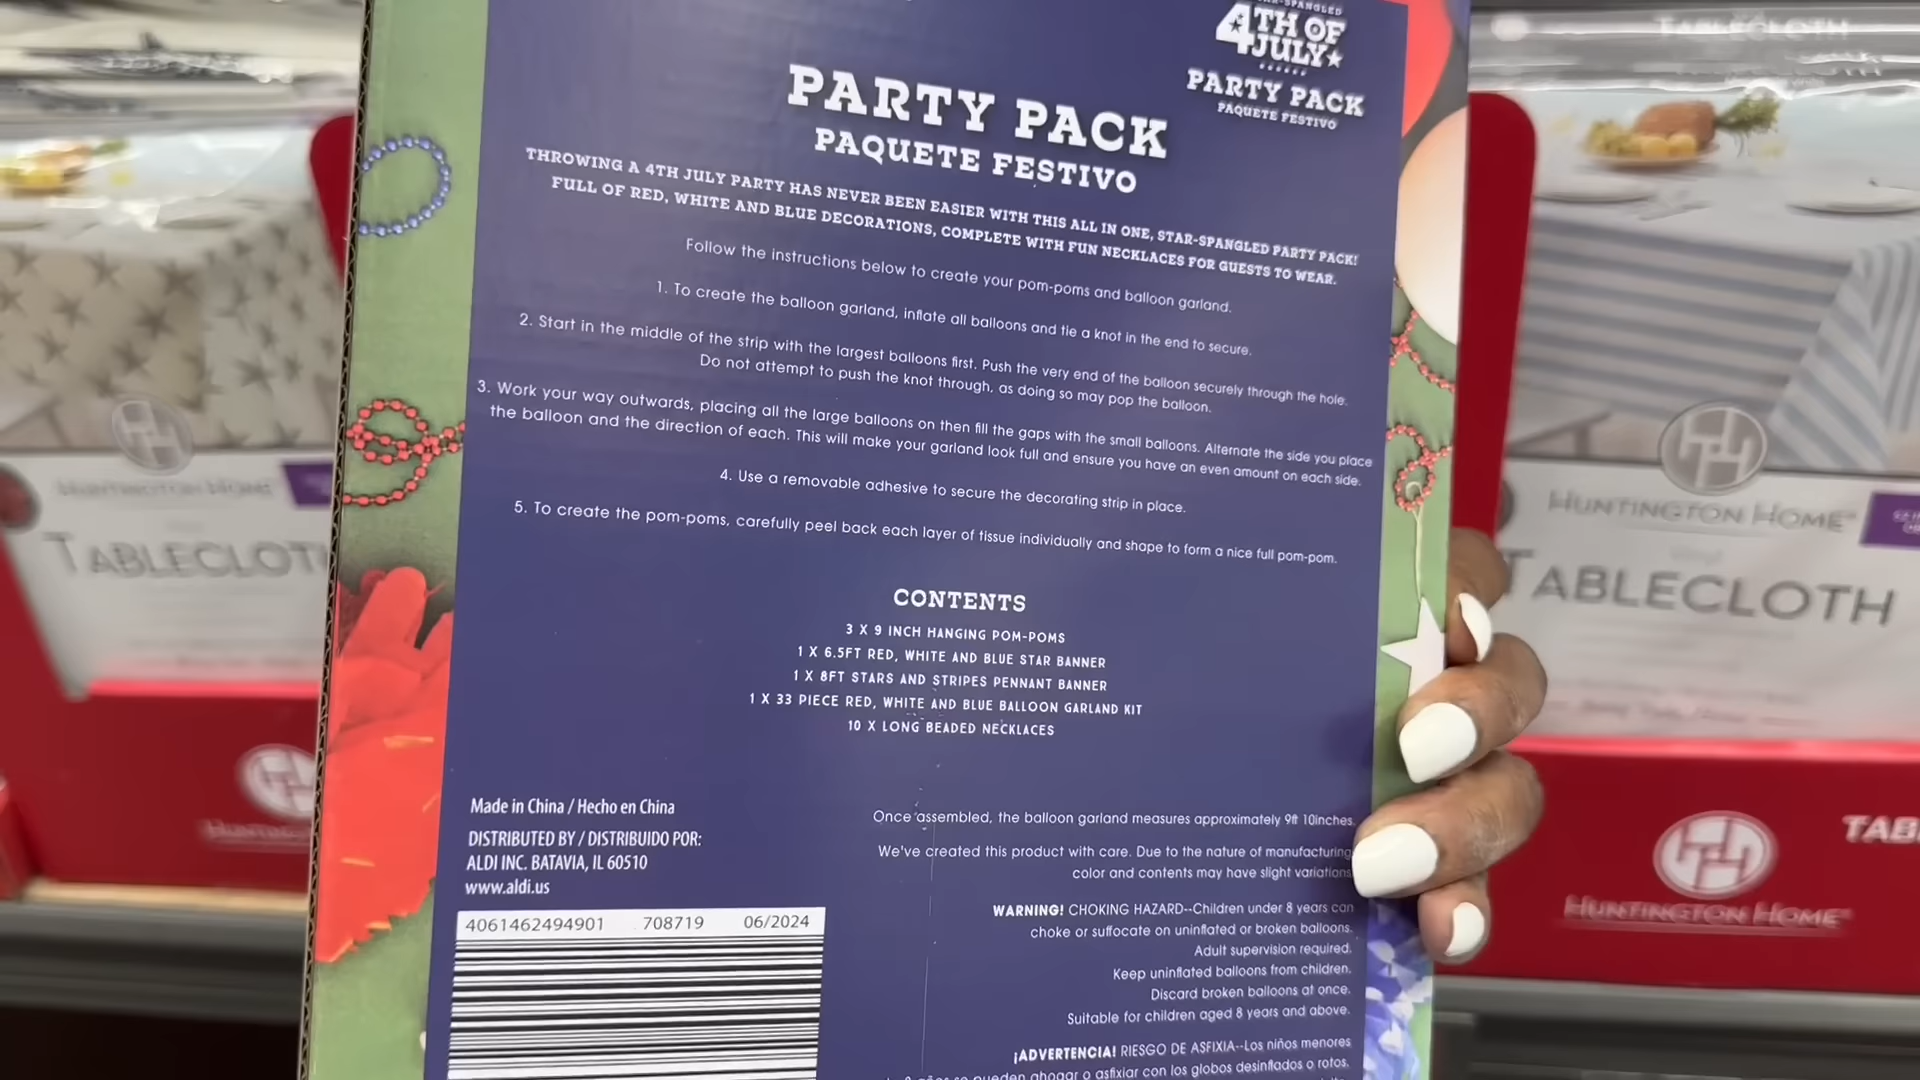 STAR-SPANGLED
4TH OF
JULY
PARTY PACK
PAQUETE FESTIVO
PARTY PACK
PAQUETE FESTIVO
THROWING A 4TH JULY PARTY HAS NEVER BEEN EASIER WITH THIS ALL IN ONE, STAR-SPANGLED PARTY PACK!
FULL OF RED, WHITE AND BLUE DECORATIONS, COMPLETE WITH FUN NECKLACES FOR GUESTS TO WEAR.
Follow the instructions below to create your pom-poms and balloon garland.
1. To create the balloon garland, inflate all balloons and tie a knot in the end to secure.
2. Start in the middle of the strip with the largest balloons first. Push the very end of the balloon securely through the hole.
Do not attempt to push the knot through, as doing so may pop the balloon.
3. Work your way outwards, placing all the large balloons on then fill the gaps with the small balloons. Alternate the side you place
the balloon and the direction of each. This will make your garland look full and ensure you have an even amount on each side.
4. Use a removable adhesive to secure the decorating strip in place.
5. To create the pom-poms, carefully peel back each layer of tissue individually and shape to form a nice full pom-pom.
CONTENTS
3 X 9 INCH HANGING POM-POMS
1 X 6.5FT RED, WHITE AND BLUE STAR BANNER
1 X 8FT STARS AND STRIPES PENNANT BANNER
1 X 33 PIECE RED, WHITE AND BLUE BALLOON GARLAND KIT
10 X LONG BEADED NECKLACES
Made in China / Hecho en China
DISTRIBUTED BY / DISTRIBUIDO POR:
ALDI INC. BATAVIA, IL 60510
www.aldi.us
4061462494901 708719 06/2024
Once assembled, the balloon garland measures approximately 9ft 10inches.
We've created this product with care. Due to the nature of manufacturing
color and contents may have slight variations
WARNING! CHOKING HAZARD--Children under 8 years can
choke or suffocate on uninflated or broken balloons.
Adult supervision required.
Keep uninflated balloons from children.
Discard broken balloons at once.
Suitable for children aged 8 years and above.
¡ADVERTENCIA! RIESGO DE ASFIXIA--Los niños menores
8 años se pueden ahogar o asfixiar con los globos desinflados o rotos.
HUNTINGTON HOME
TABLECLOTH
HUNTINGTON HOME
TABLECLOTH
TABLECLOTH
TAB
HUNTINGTON HOME